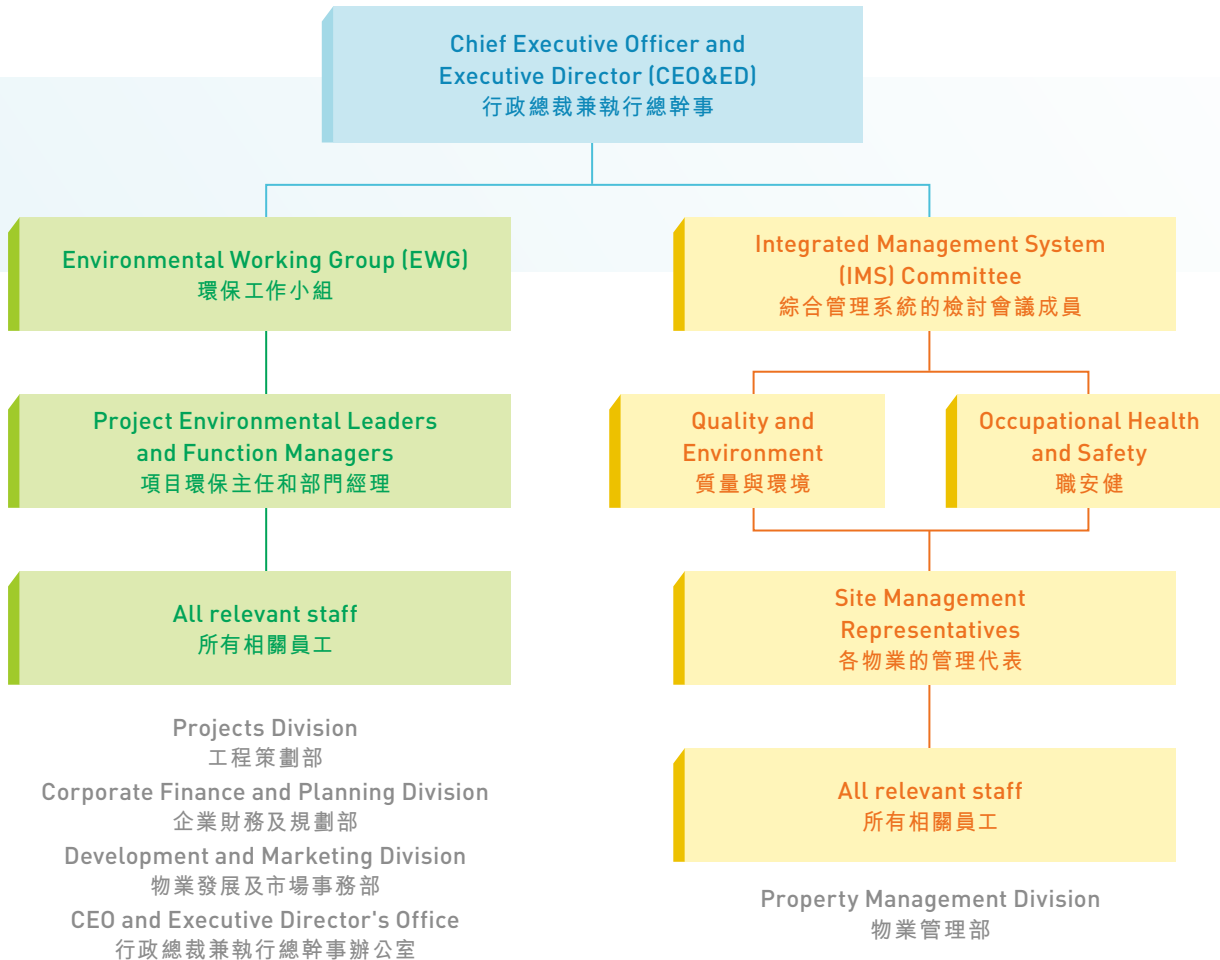 Chief Executive Officer and
Executive Director (CEO&ED)
行政總裁兼執行總幹事
Environmental Working Group (EWG)
環保工作小組
Integrated Management System
(IMS) Committee
綜合管理系統的檢討會議成員
Project Environmental Leaders
and Function Managers
項目環保主任和部門經理
Quality and
Environment
質量與環境
Occupational Health
and Safety
職安健
All relevant staff
所有相關員工
Site Management
Representatives
各物業的管理代表
Projects Division
工程策劃部
Corporate Finance and Planning Division
企業財務及規劃部
Development and Marketing Division
物業發展及市場事務部
CEO and Executive Director's Office
行政總裁兼執行總幹事辦公室
All relevant staff
所有相關員工
Property Management Division
物業管理部